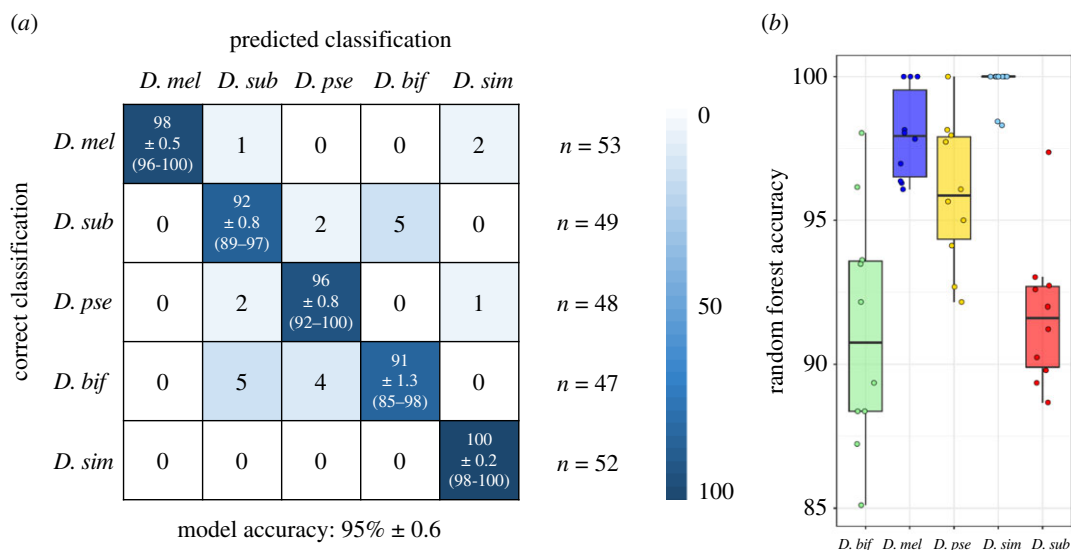 (a)
predicted classification
D. mel D. sub D. pse D. bif D. sim
correct classification
D. mel
98
± 0.5
(96-100)
1
0
0
2
n = 53
D. sub
0
92
± 0.8
(89–97)
2
5
0
n = 49
D. pse
0
2
96
± 0.8
(92–100)
0
1
n = 48
D. bif
0
5
4
91
± 1.3
(85–98)
0
n = 47
D. sim
0
0
0
0
100
± 0.2
(98-100)
n = 52
model accuracy: 95% ± 0.6
0
50
100
(b)
random forest accuracy
100
95
90
85
D. bif D. mel D. pse D. sim D. sub